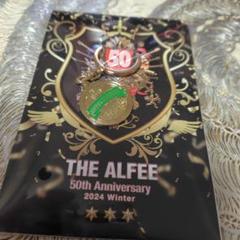 50
THE ALFEE
50th Anniversary
2024 Winter